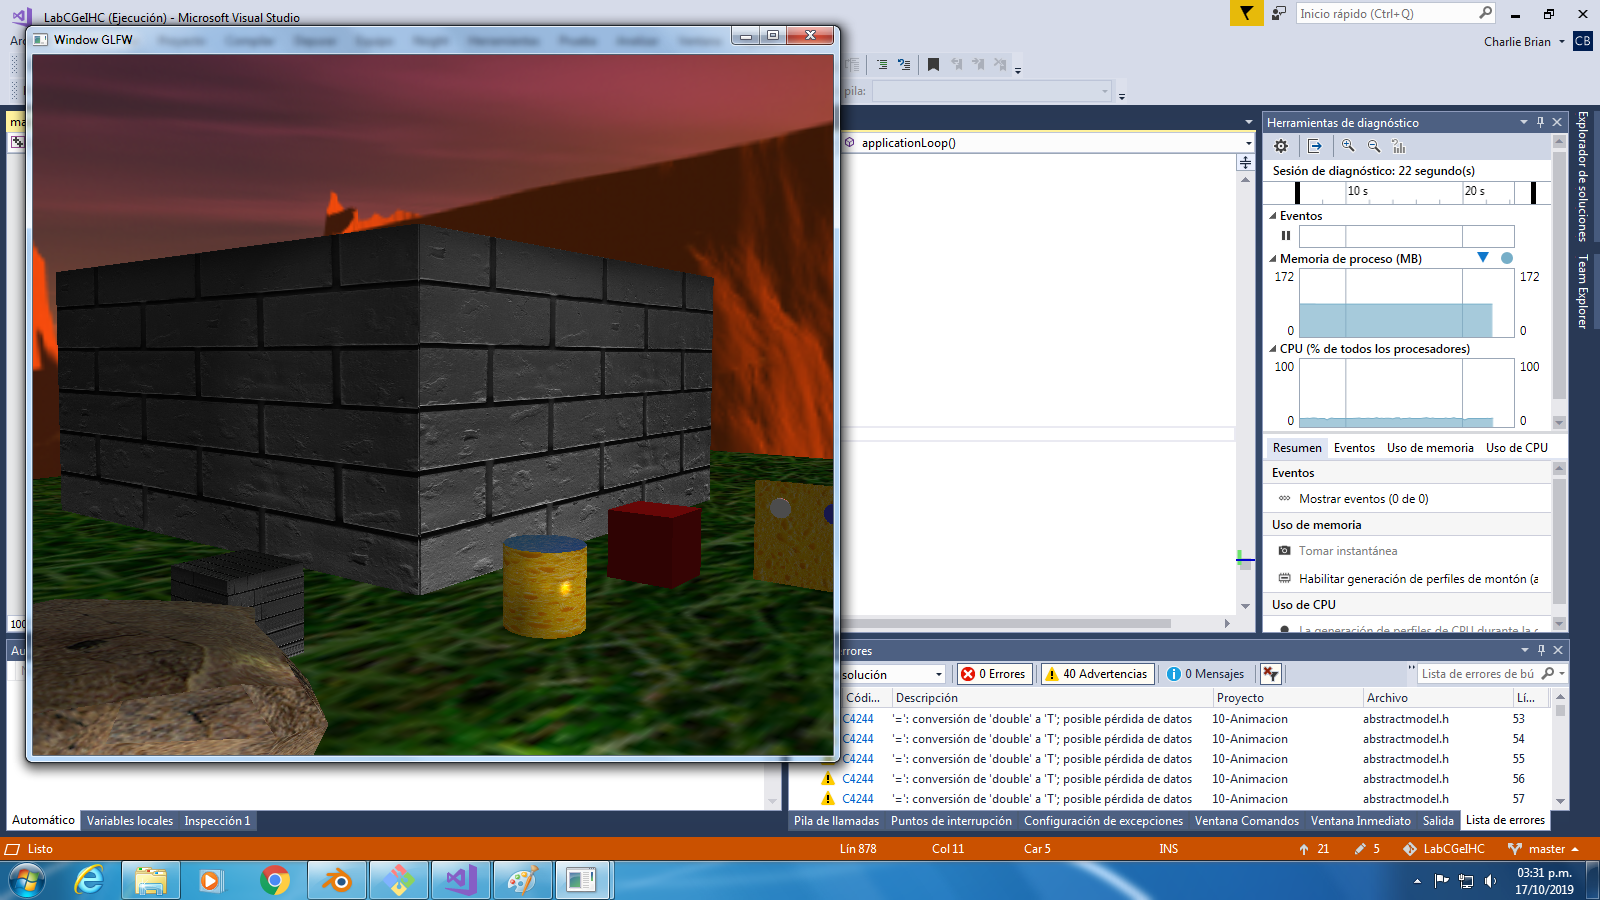 LabCGeIHC (Ejecución) - Microsoft Visual Studio
Inicio rápido (Ctrl+Q)
Window GLFW
Charlie Brian
CB
pila:
ma
applicationLoop()
Herramientas de diagnóstico
Sesión de diagnóstico: 22 segundo(s)
10 s
20 s
Eventos
Memoria de proceso (MB)
172
172
0
0
CPU (% de todos los procesadores)
100
100
0
0
Resumen
Eventos
Uso de memoria
Uso de CPU
Eventos
Mostrar eventos (0 de 0)
Uso de memoria
Tomar instantánea
Habilitar generación de perfiles de montón (a
Uso de CPU
La generación de perfiles de CPU durante la
Explorador de soluciones
Team Explorer
100
Au
rrores
solución
0 Errores
40 Advertencias
0 Mensajes
Lista de errores de bú
Códi...
Descripción
Proyecto
Archivo
Lí...
C4244 '=': conversión de 'double' a 'T'; posible pérdida de datos 10-Animacion abstractmodel.h 53
C4244 '=': conversión de 'double' a 'T'; posible pérdida de datos 10-Animacion abstractmodel.h 54
C4244 '=': conversión de 'double' a 'T'; posible pérdida de datos 10-Animacion abstractmodel.h 55
C4244 '=': conversión de 'double' a 'T'; posible pérdida de datos 10-Animacion abstractmodel.h 56
C4244 '=': conversión de 'double' a 'T'; posible pérdida de datos 10-Animacion abstractmodel.h 57
Automático
Variables locales
Inspección 1
Pila de llamadas
Puntos de interrupción
Configuración de excepciones
Ventana Comandos
Ventana Inmediato
Salida
Lista de errores
Listo
Lín 878
Col 11
Car 5
INS
21
5
LabCGeIHC
master
03:31 p.m.
17/10/2019